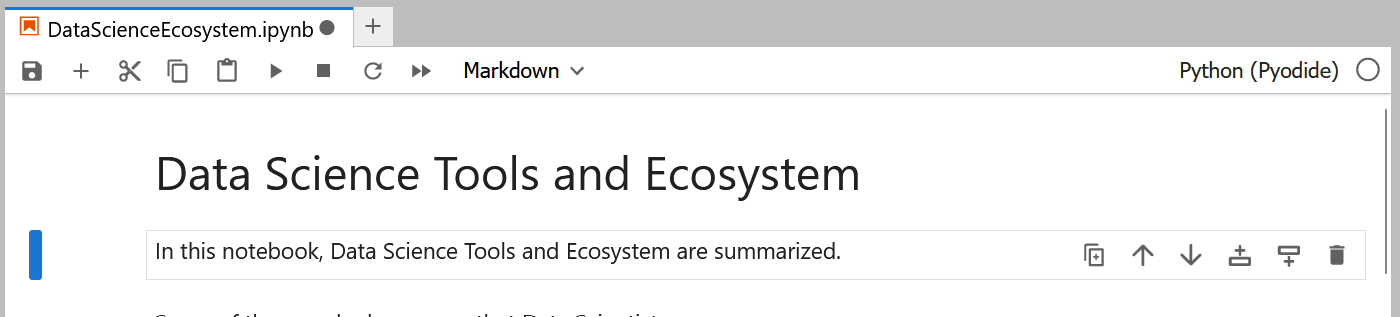 DataScienceEcosystem.ipynb
Markdown
Python (Pyodide)
Data Science Tools and Ecosystem
In this notebook, Data Science Tools and Ecosystem are summarized.